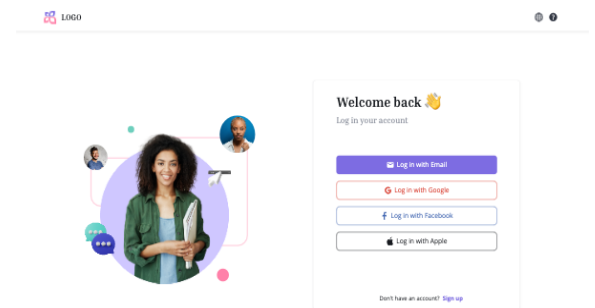 LOGO
?
Welcome back 👋
Log in your account
Log in with Email
Log in with Google
Log in with Facebook
Log in with Apple
Don't have an account? Sign up